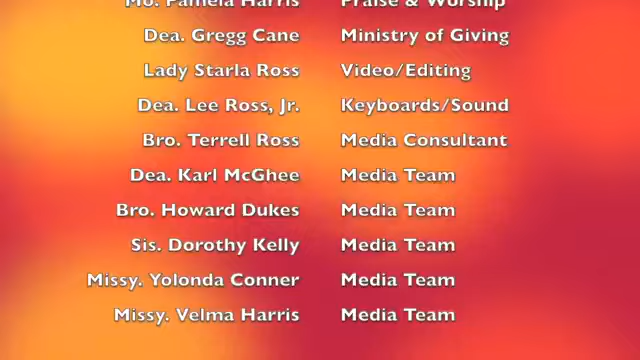 Mo. Pamela Harris Praise & Worship
Dea. Gregg Cane Ministry of Giving
Lady Starla Ross Video/Editing
Dea. Lee Ross, Jr. Keyboards/Sound
Bro. Terrell Ross Media Consultant
Dea. Karl McGhee Media Team
Bro. Howard Dukes Media Team
Sis. Dorothy Kelly Media Team
Missy. Yolonda Conner Media Team
Missy. Velma Harris Media Team